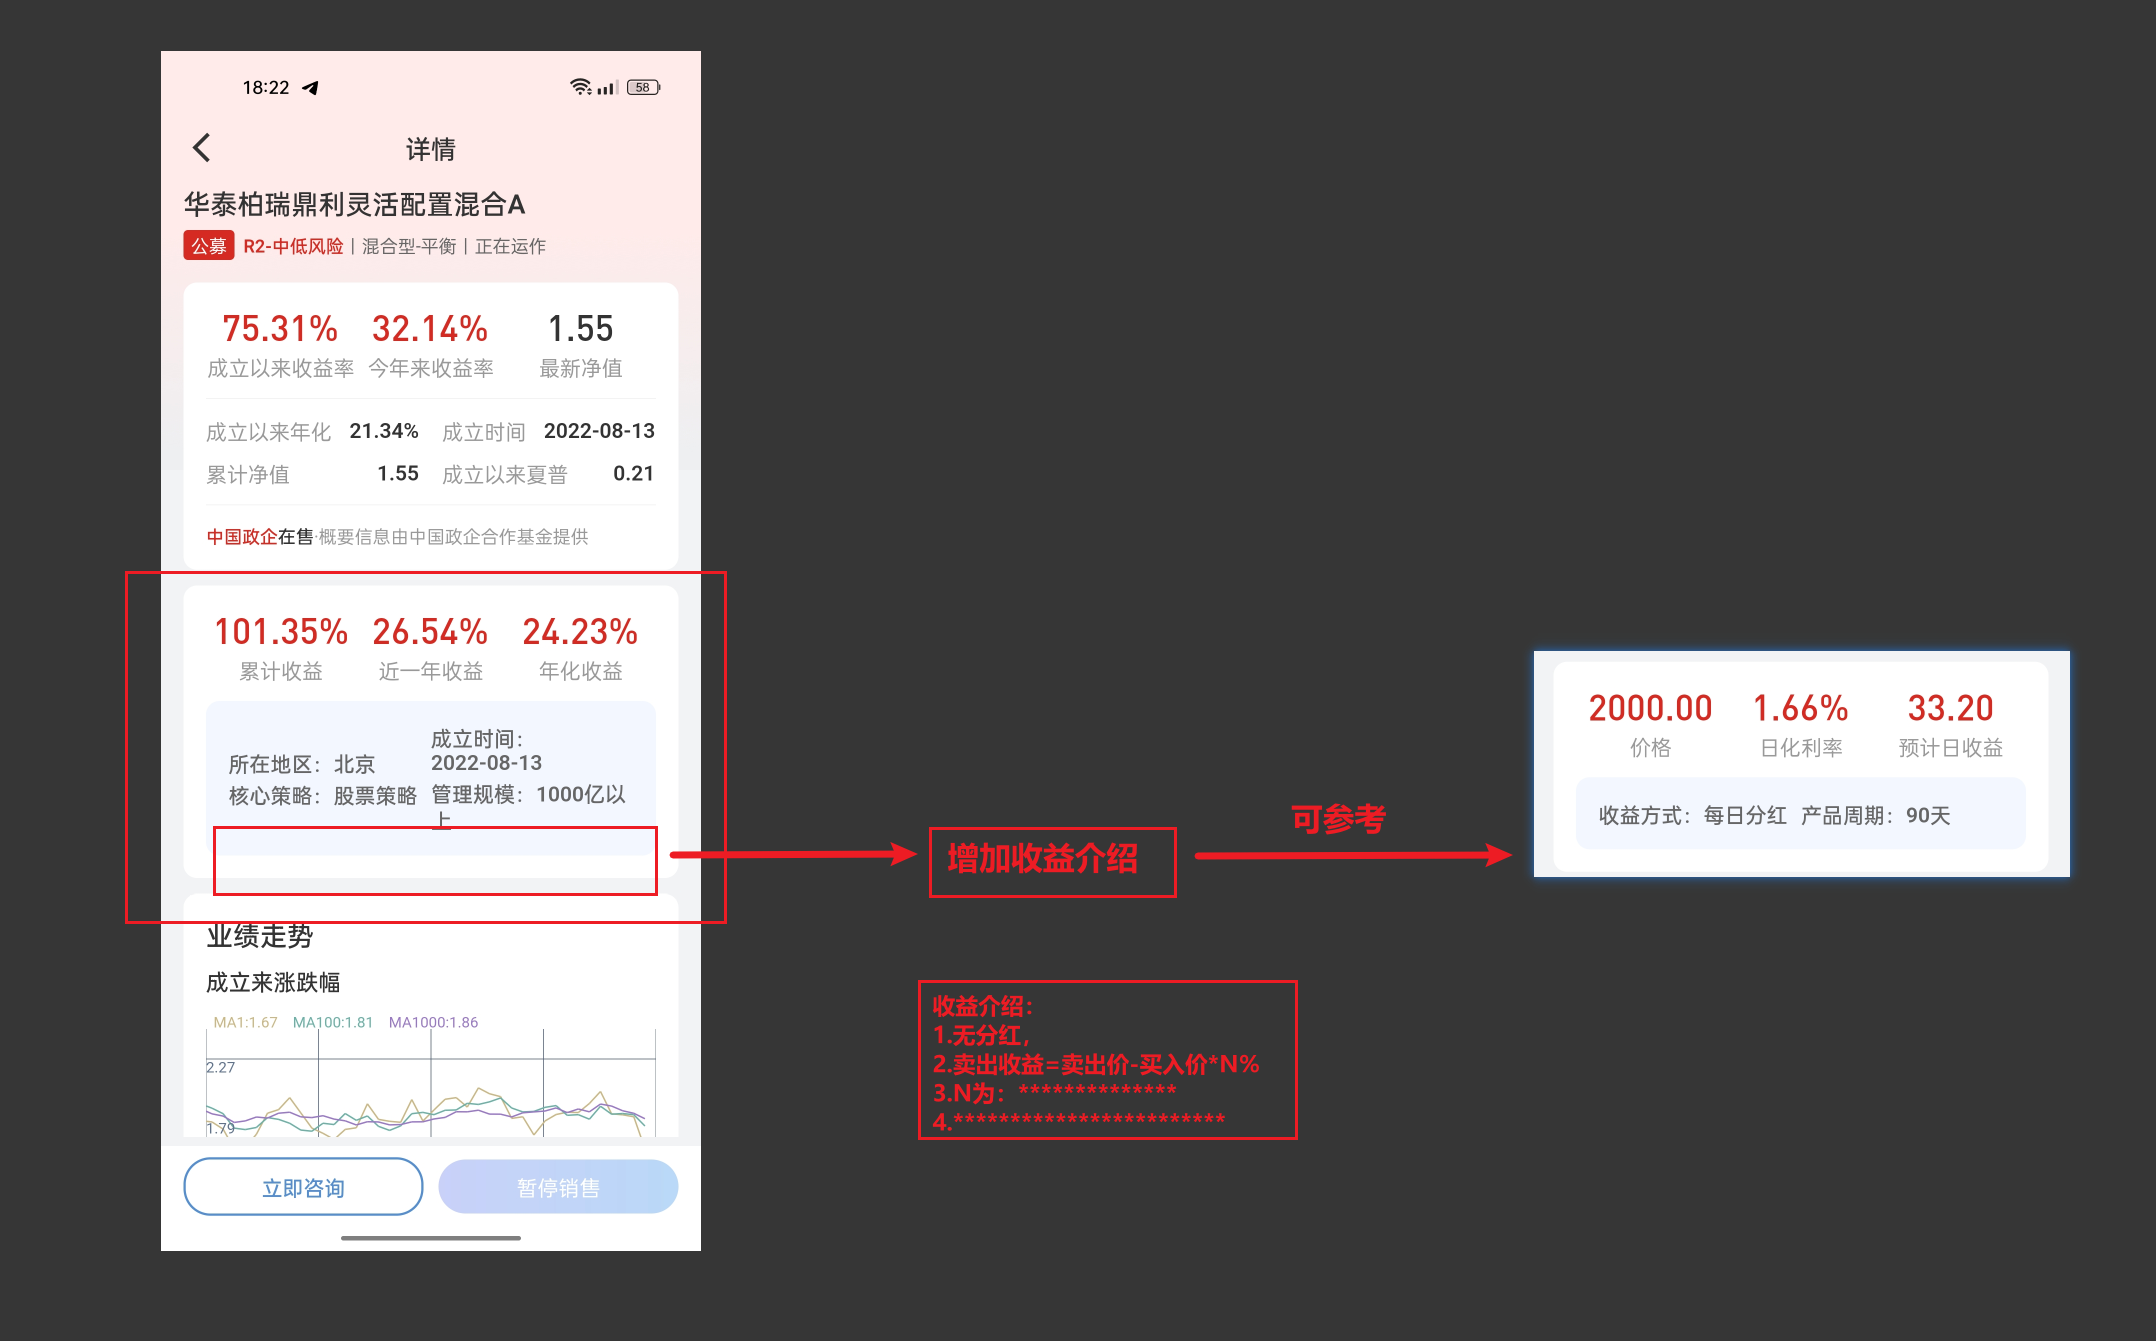 18:22
58
详情
华泰柏瑞鼎利灵活配置混合A
公募 R2-中低风险 | 混合型-平衡 | 正在运作
75.31% 32.14% 1.55
成立以来收益率 今年来收益率 最新净值
成立以来年化 21.34% 成立时间 2022-08-13
累计净值 1.55 成立以来夏普 0.21
中国政企在售·概要信息由中国政企合作基金提供
101.35% 26.54% 24.23%
累计收益 近一年收益 年化收益
所在地区：北京
成立时间：
2022-08-13
核心策略：股票策略
管理规模：1000亿以
上
业绩走势
成立来涨跌幅
MA1:1.67 MA100:1.81 MA1000:1.86
2.27
1.79
立即咨询 暂停销售
增加收益介绍
可参考
2000.00 1.66% 33.20
价格 日化利率 预计日收益
收益方式：每日分红 产品周期：90天
收益介绍：
1.无分红，
2.卖出收益=卖出价-买入价*N%
3.N为：**************
4.************************